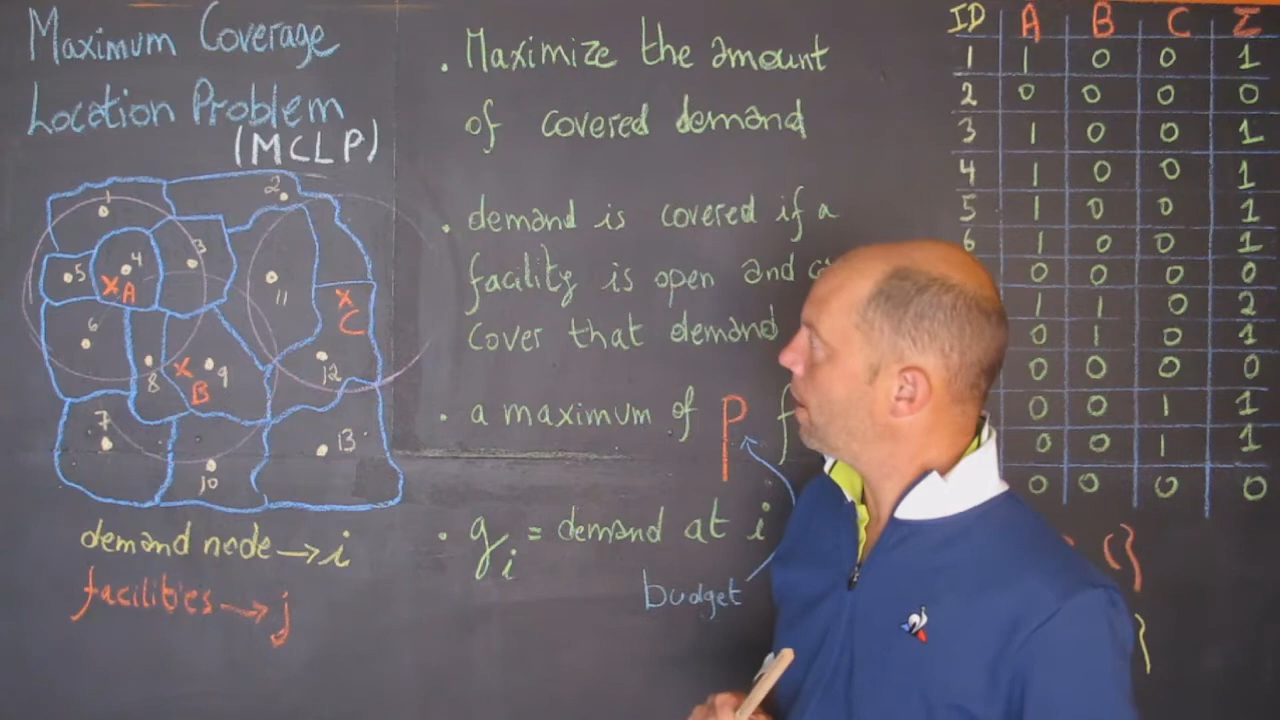 Maximum Coverage
Location Problem
(MCLP)
1
2
3
4
5
6
7
8
9
10
11
12
13
X A
X B
X C
demand node → i
facilities → j
. Maximize the amount
of covered demand
. demand is covered if a
facility is open and
cover that demand
. a maximum of P f
. gi = demand at i
budget
ID A B C Σ
1 1 0 0 1
2 0 0 0 0
3 1 0 0 1
4 1 0 0 1
5 1 0 0 1
6 1 0 0 1
0 0 0 0
1 1 0 2
0 1 0 1
0 0 0 0
0 0 1 1
0 0 1 1
0 0 0 0